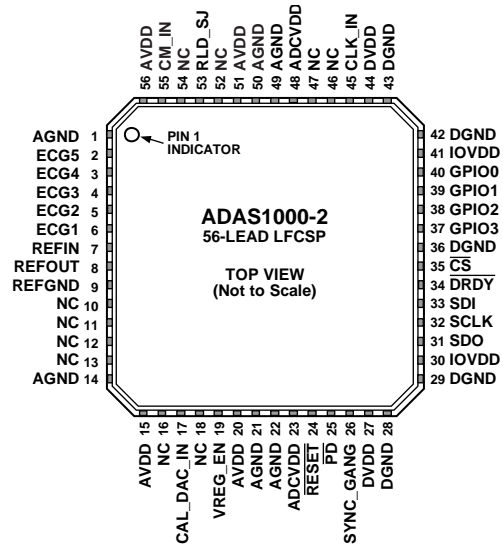 56 AVDD
55 CM_IN
54 NC
53 RLD_SJ
52 NC
51 AVDD
50 AGND
49 AGND
48 ADCVDD
47 NC
46 NC
45 CLK_IN
44 DVDD
43 DGND
PIN 1
INDICATOR
AGND 1
ECG5 2
ECG4 3
ECG3 4
ECG2 5
ECG1 6
REFIN 7
REFOUT 8
REFGND 9
NC 10
NC 11
NC 12
NC 13
AGND 14
ADAS1000-2
56-LEAD LFCSP
TOP VIEW
(Not to Scale)
42 DGND
41 IOVDD
40 GPIO0
39 GPIO1
38 GPIO2
37 GPIO3
36 DGND
35 CS
34 DRDY
33 SDI
32 SCLK
31 SDO
30 IOVDD
29 DGND
AVDD 15
NC 16
CAL_DAC_IN 17
NC 18
VREG_EN 19
AVDD 20
AGND 21
AGND 22
ADCVDD 23
RESET 24
PD 25
SYNC_GANG 26
DVDD 27
DGND 28